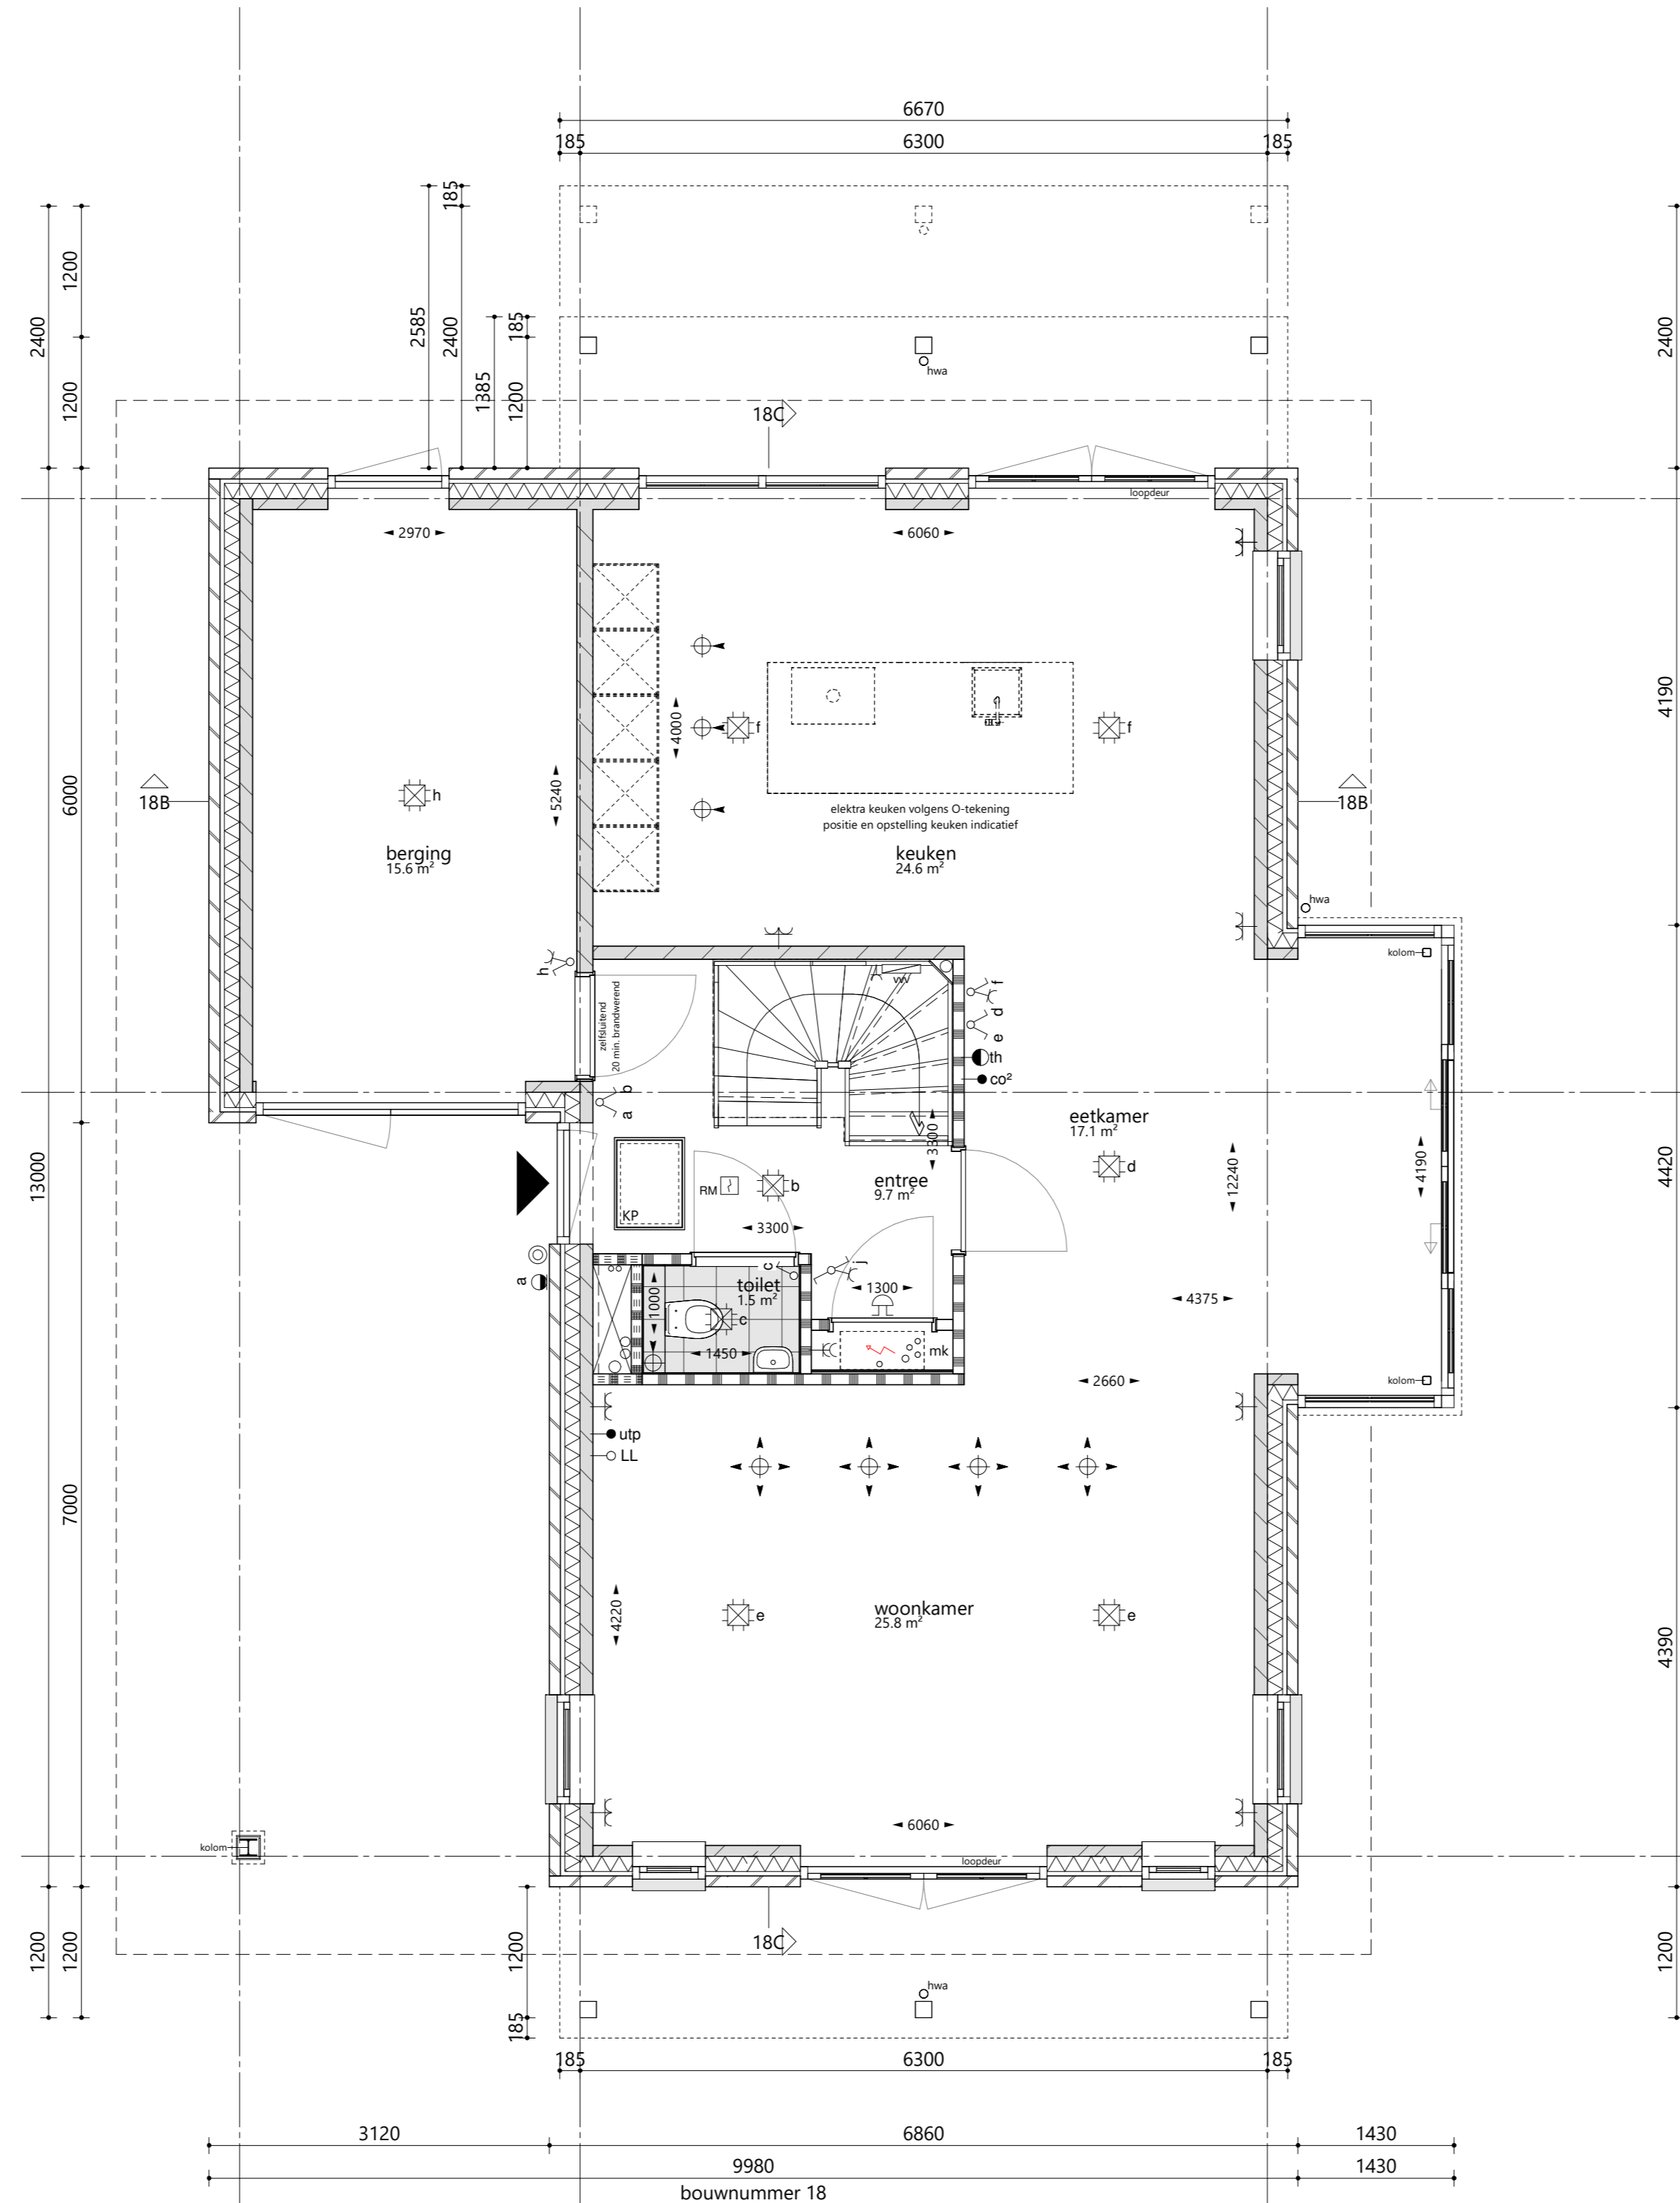 6670
185
6300
185
185
2400
1200
1200
2585
2400
1385
185
1200
2400
hwa
18C
loopdeur
2970
6060
4000
f
f
4190
6000
18B
5240
h
elektra keuken volgens O-tekening
positie en opstelling keuken indicatief
18B
berging
15.6 m²
keuken
24.6 m²
hwa
kolom
h
vw
zelfsluitend
20 min. brandwerend
f
d
e
th
co²
b
a
3300
eetkamer
17.1 m²
d
12240
4190
4420
13000
RM
b
entree
9.7 m²
KP
3300
a
c
j
toilet
1.5 m²
1000
c
1450
1300
mk
4375
2660
kolom
utp
LL
7000
4220
e
woonkamer
25.8 m²
e
4390
6060
kolom
loopdeur
1200
1200
1200
18C
hwa
1200
185
185
6300
185
3120
6860
1430
9980
1430
bouwnummer 18